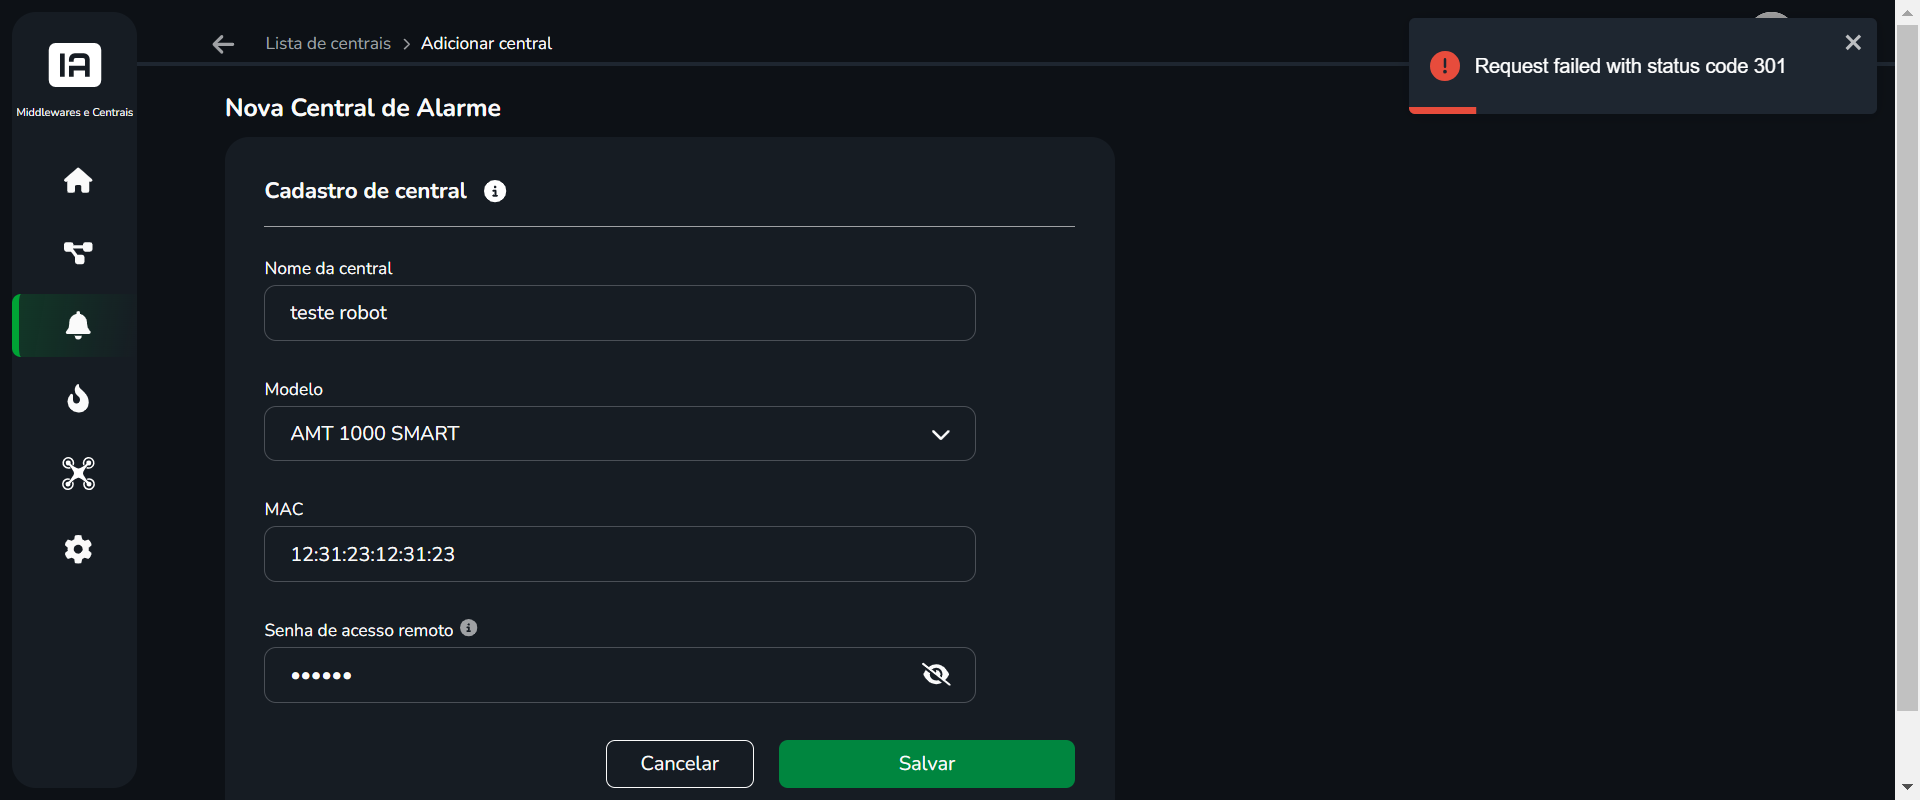 IA
Middlewares e Centrais
Lista de centrais > Adicionar central
Request failed with status code 301
Nova Central de Alarme
Cadastro de central
Nome da central
teste robot
Modelo
AMT 1000 SMART
MAC
12:31:23:12:31:23
Senha de acesso remoto
••••••
Cancelar
Salvar